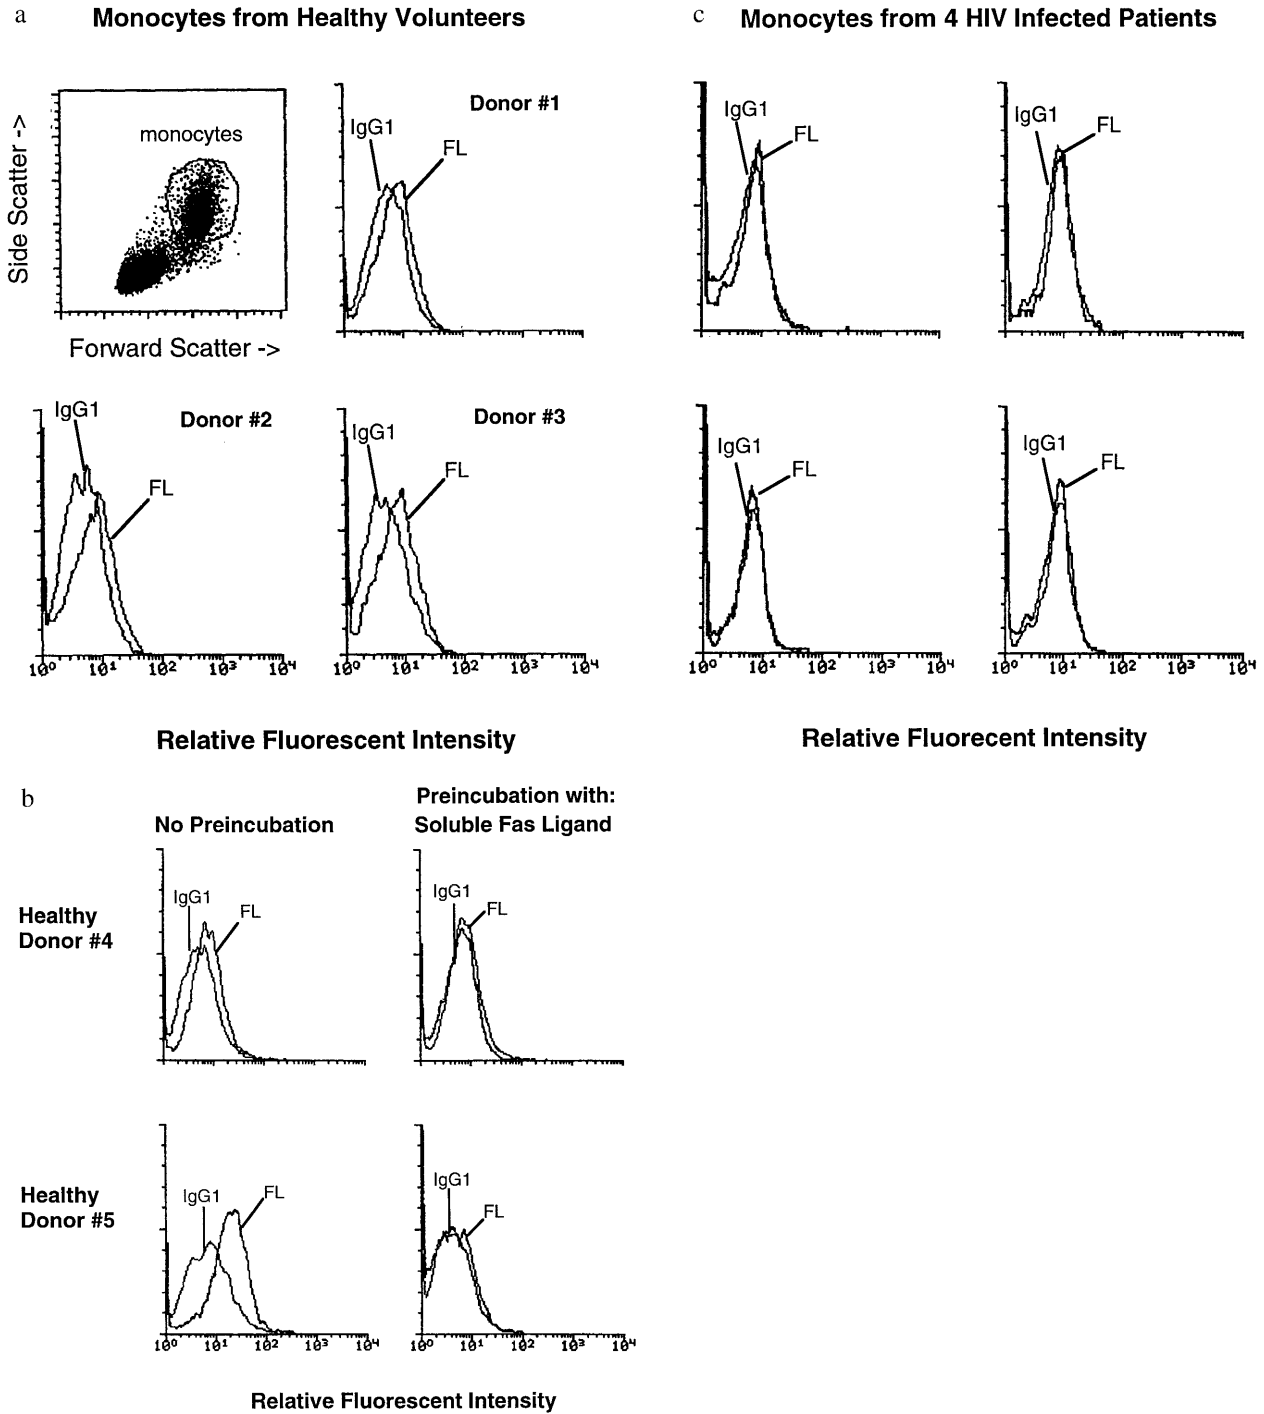 a
Monocytes from Healthy Volunteers
Side Scatter ->
monocytes
Forward Scatter ->
Donor #1
IgG1
FL
Donor #2
IgG1
FL
10⁰ 10¹ 10² 10³ 10⁴
Donor #3
IgG1
FL
10⁰ 10¹ 10² 10³ 10⁴
Relative Fluorescent Intensity
c
Monocytes from 4 HIV Infected Patients
IgG1
FL
IgG1
FL
IgG1
FL
10⁰ 10¹ 10² 10³ 10⁴
IgG1
FL
10⁰ 10¹ 10² 10³ 10⁴
Relative Fluorecent Intensity
b
No Preincubation
Preincubation with:
Soluble Fas Ligand
Healthy
Donor #4
IgG1
FL
IgG1
FL
Healthy
Donor #5
IgG1
FL
10⁰ 10¹ 10² 10³ 10⁴
IgG1
FL
10⁰ 10¹ 10² 10³ 10⁴
Relative Fluorescent Intensity